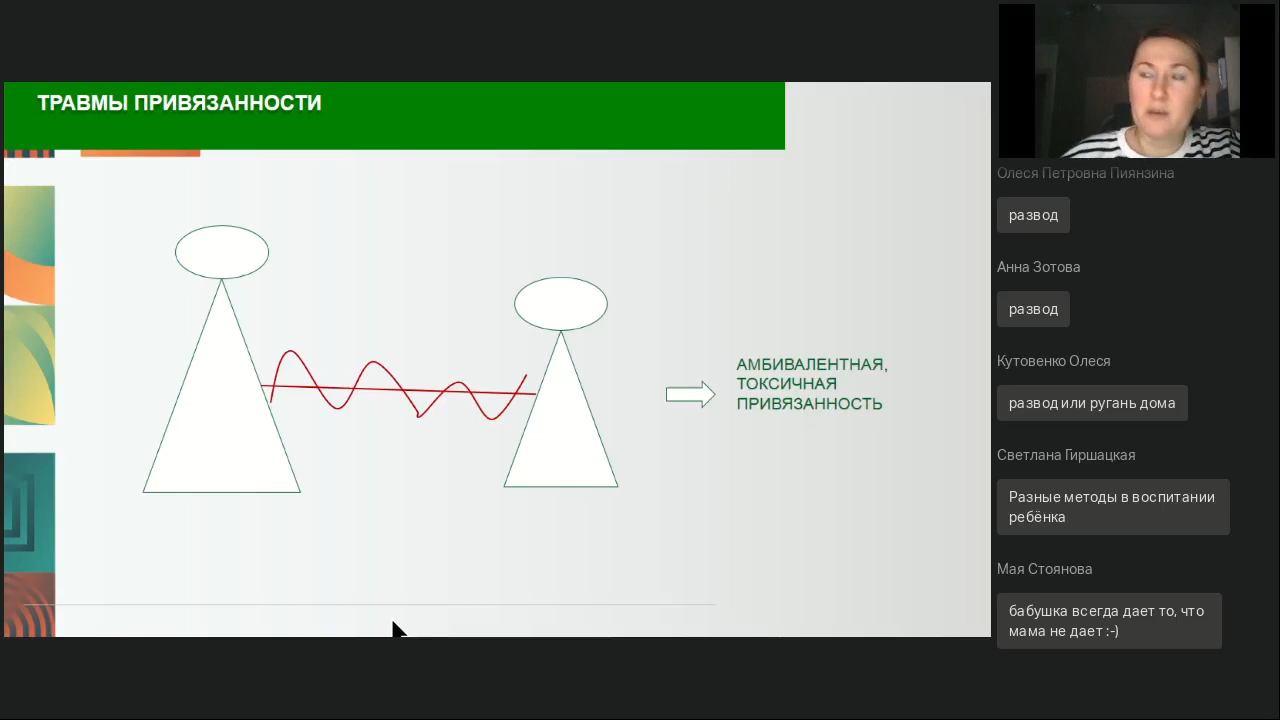 ТРАВМЫ ПРИВЯЗАННОСТИ
АМБИВАЛЕНТНАЯ,
ТОКСИЧНАЯ
ПРИВЯЗАННОСТЬ
Олеся Петровна Пиянзина
развод
Анна Зотова
развод
Кутовенко Олеся
развод или ругань дома
Светлана Гиршацкая
Разные методы в воспитании
ребёнка
Мая Стоянова
бабушка всегда дает то, что
мама не дает :-)